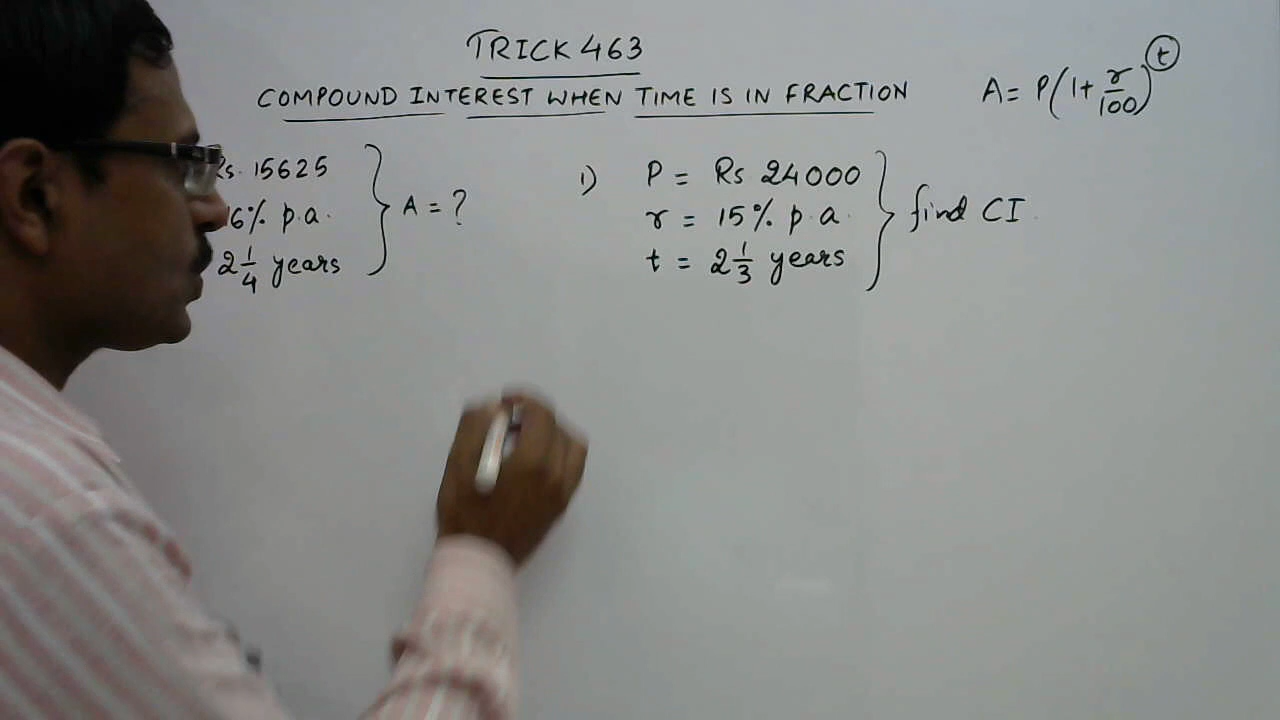 TRICK 463
COMPOUND INTEREST WHEN TIME IS IN FRACTION
A = P(1 + r/100)^t
Rs. 15625
6% p.a.
2 1/4 years
A = ?
1) P = Rs 24000
r = 15% p.a.
t = 2 1/3 years
find CI.